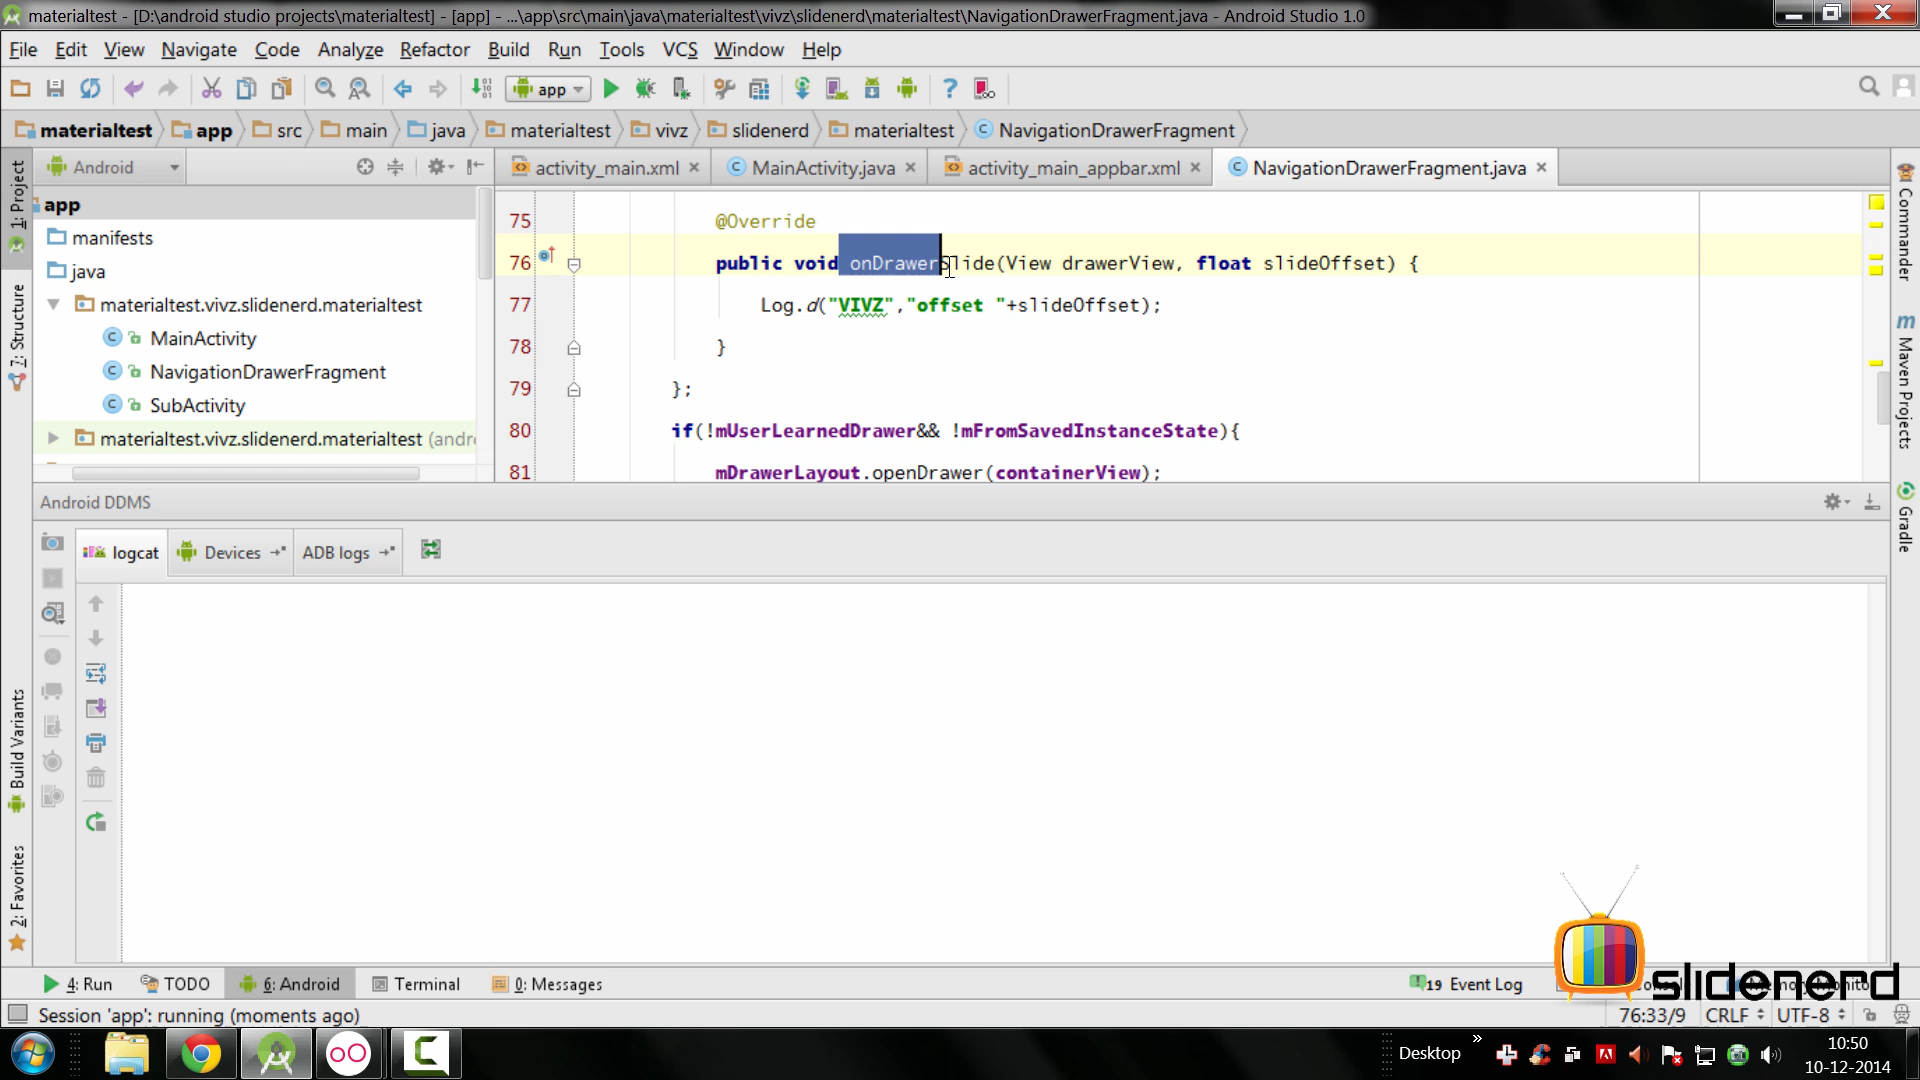 materialtest - [D:\android studio projects\materialtest] - [app] - ...\app\src\main\java\materialtest\vivz\slidenerd\materialtest\NavigationDrawerFragment.java - Android Studio 1.0
File Edit View Navigate Code Analyze Refactor Build Run Tools VCS Window Help
app
materialtest app src main java materialtest vivz slidenerd materialtest NavigationDrawerFragment
Android
activity_main.xml MainActivity.java activity_main_appbar.xml NavigationDrawerFragment.java
1: Project
7: Structure
Build Variants
2: Favorites
app
manifests
java
materialtest.vivz.slidenerd.materialtest
MainActivity
NavigationDrawerFragment
SubActivity
materialtest.vivz.slidenerd.materialtest (andro
75 @Override
76 public void onDrawerSlide(View drawerView, float slideOffset) {
77 Log.d("VIVZ","offset "+slideOffset);
78 }
79 };
80 if(!mUserLearnedDrawer&& !mFromSavedInstanceState){
81 mDrawerLayout.openDrawer(containerView);
Commander
Maven Projects
Gradle
Android DDMS
logcat Devices ADB logs
4: Run TODO 6: Android Terminal 0: Messages 19 Event Log
slidenerd
Session 'app': running (moments ago) 76:33/9 CRLF UTF-8
Desktop
10:50
10-12-2014